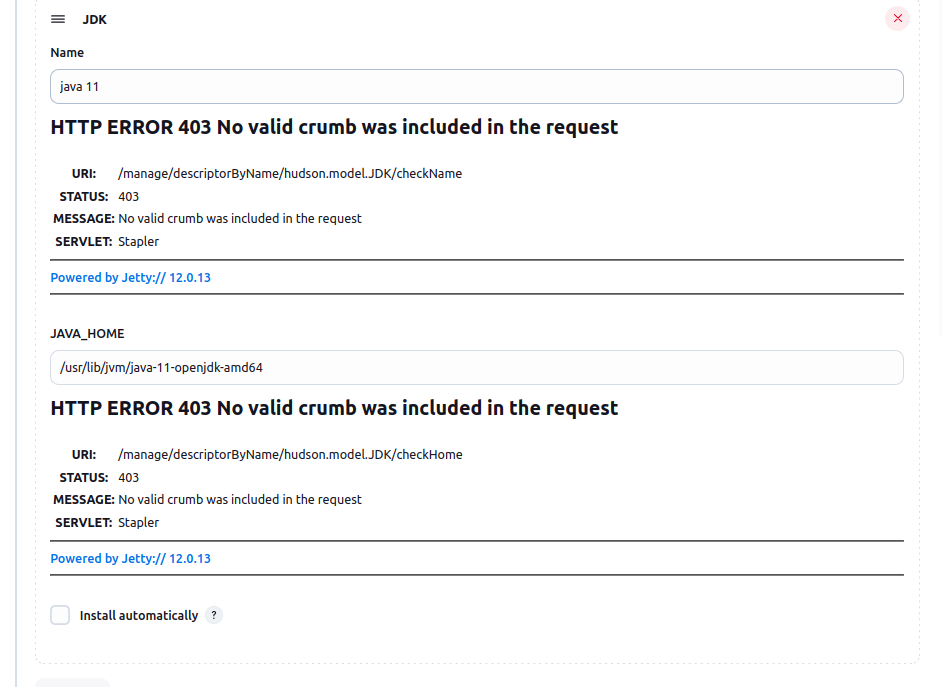 JDK
Name
java 11
HTTP ERROR 403 No valid crumb was included in the request
URI: /manage/descriptorByName/hudson.model.JDK/checkName
STATUS: 403
MESSAGE: No valid crumb was included in the request
SERVLET: Stapler
Powered by Jetty:// 12.0.13
JAVA_HOME
/usr/lib/jvm/java-11-openjdk-amd64
HTTP ERROR 403 No valid crumb was included in the request
URI: /manage/descriptorByName/hudson.model.JDK/checkHome
STATUS: 403
MESSAGE: No valid crumb was included in the request
SERVLET: Stapler
Powered by Jetty:// 12.0.13
Install automatically ?